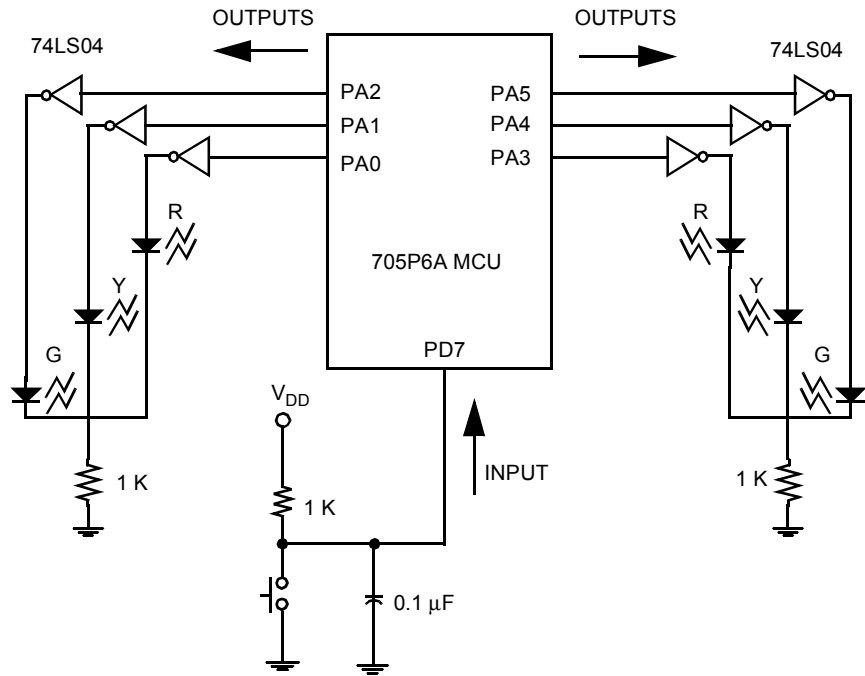 OUTPUTS
OUTPUTS
74LS04
74LS04
PA2
PA5
PA1
PA4
PA0
PA3
R
R
705P6A MCU
Y
Y
G
PD7
G
VDD
INPUT
1 K
1 K
1 K
0.1 μF